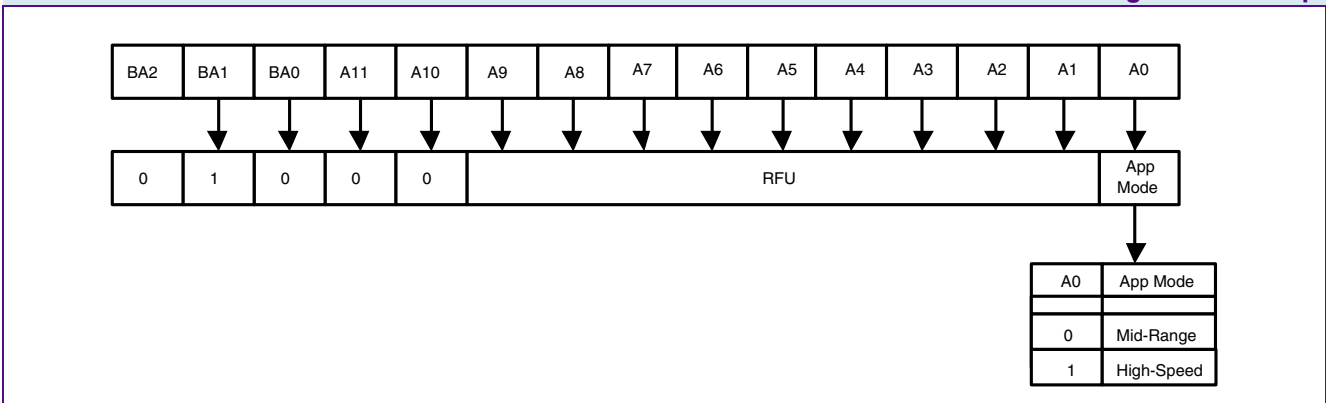 BA2 BA1 BA0 A11 A10 A9 A8 A7 A6 A5 A4 A3 A2 A1 A0
0 1 0 0 0 RFU App Mode
A0 App Mode
0 Mid-Range
1 High-Speed